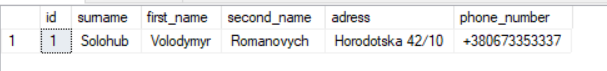 id surname first_name second_name adress phone_number
1 1 Solohub Volodymyr Romanovych Horodotska 42/10 +380673353337